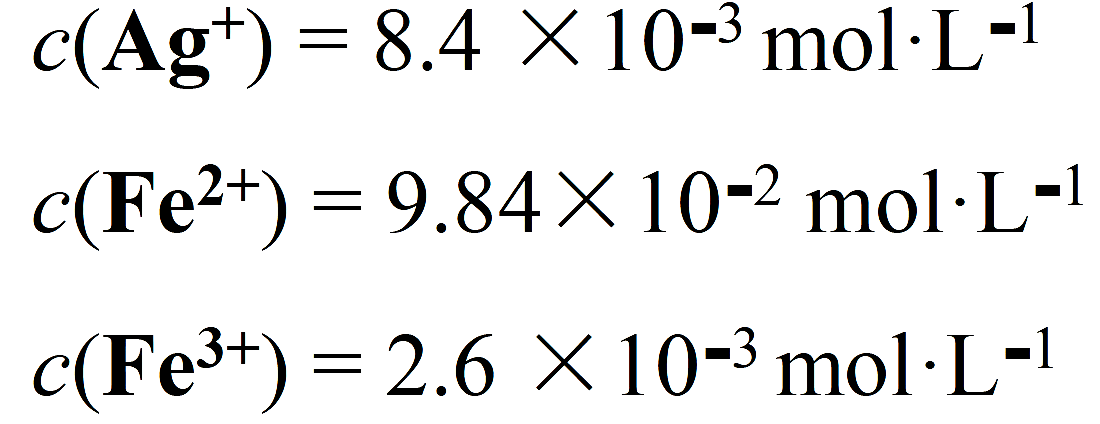 c(Ag⁺) = 8.4 ×10⁻³ mol·L⁻¹
c(Fe²⁺) = 9.84×10⁻² mol·L⁻¹
c(Fe³⁺) = 2.6 ×10⁻³ mol·L⁻¹